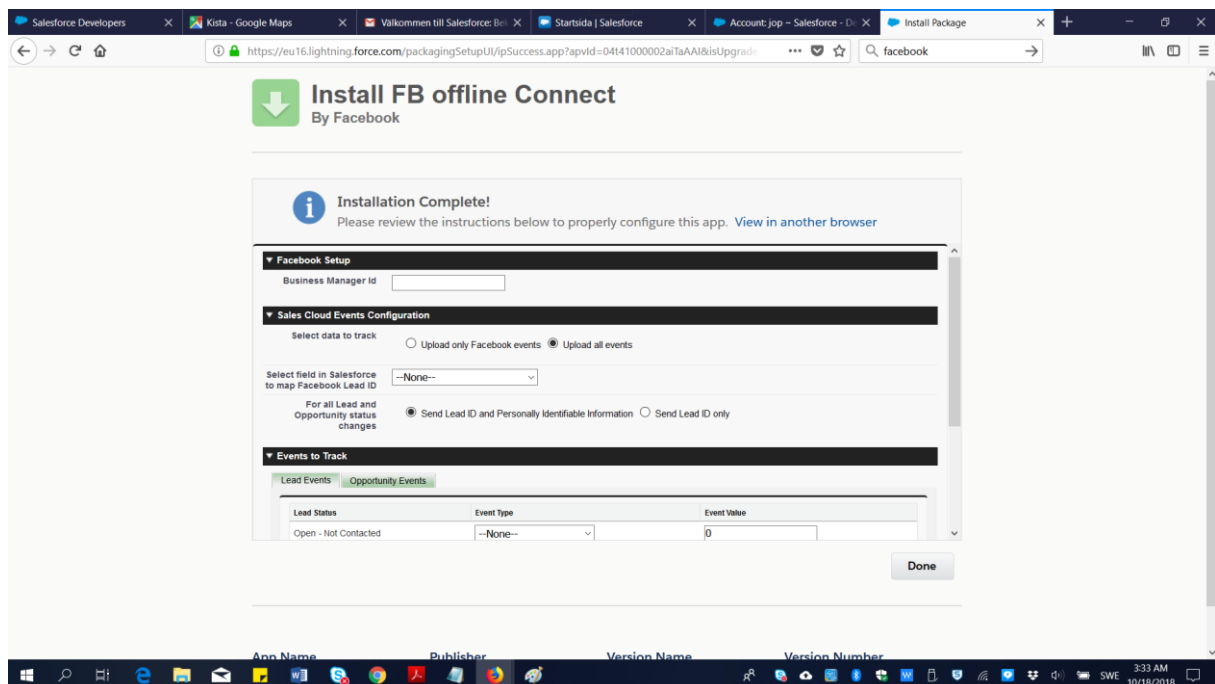 Salesforce Developers
Kista - Google Maps
Välkommen till Salesforce: Bek
Startsida | Salesforce
Account: jop ~ Salesforce - De
Install Package
https://eu16.lightning.force.com/packagingSetupUI/ipSuccess.app?apvId=04t41000002aiTaAAI&isUpgrade
facebook
Install FB offline Connect
By Facebook
Installation Complete!
Please review the instructions below to properly configure this app. View in another browser
Facebook Setup
Business Manager Id
Sales Cloud Events Configuration
Select data to track
Upload only Facebook events Upload all events
Select field in Salesforce
to map Facebook Lead ID
--None--
For all Lead and
Opportunity status
changes
Send Lead ID and Personally Identifiable Information Send Lead ID only
Events to Track
Lead Events Opportunity Events
Lead Status Event Type Event Value
Open - Not Contacted --None-- 0
Done
App Name Publisher Version Name Version Number
SWE
3:33 AM
10/18/2018